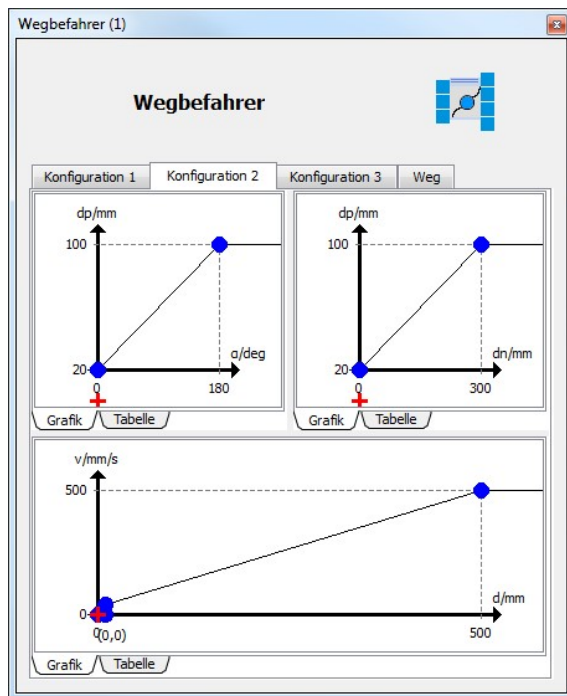 Wegbefahrer (1)
Wegbefahrer
Konfiguration 1 Konfiguration 2 Konfiguration 3 Weg
dp/mm
100
20
0
180
α/deg
Grafik Tabelle
dp/mm
100
20
0
300
dn/mm
Grafik Tabelle
v/mm/s
500
0
0
(0,0)
500
d/mm
Grafik Tabelle